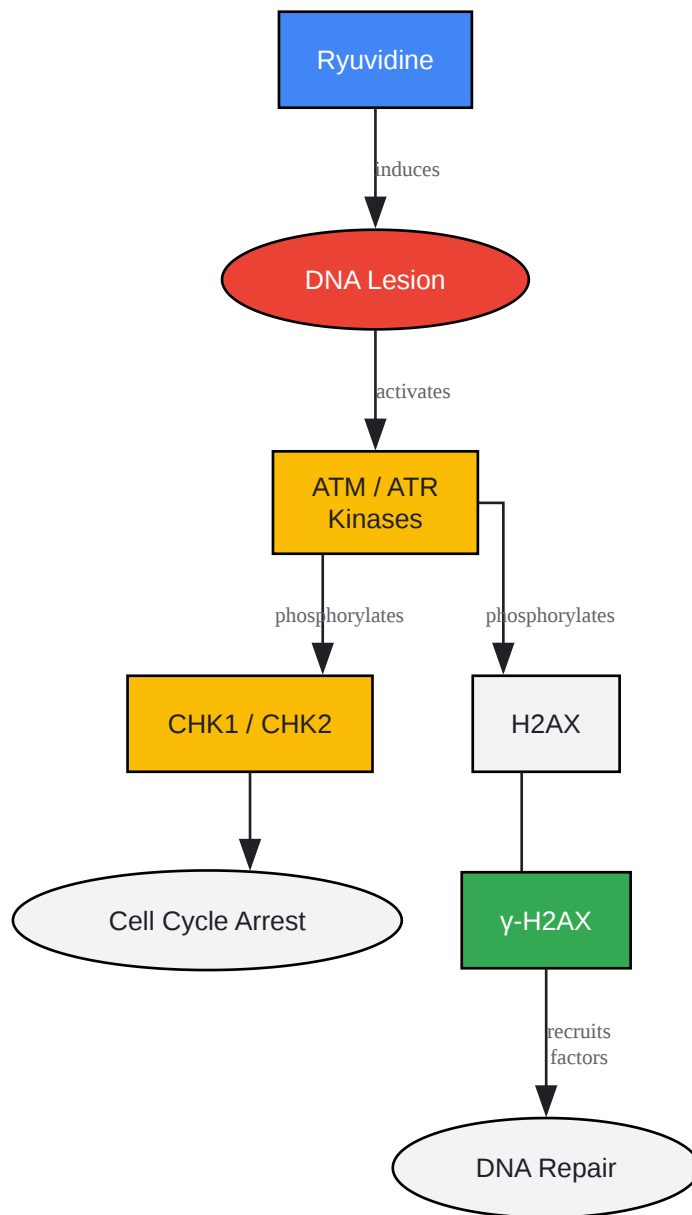 Ryuvidine
induces
DNA Lesion
activates
ATM / ATR
Kinases
phosphorylates
phosphorylates
CHK1 / CHK2
H2AX
Cell Cycle Arrest
γ-H2AX
recruits
factors
DNA Repair